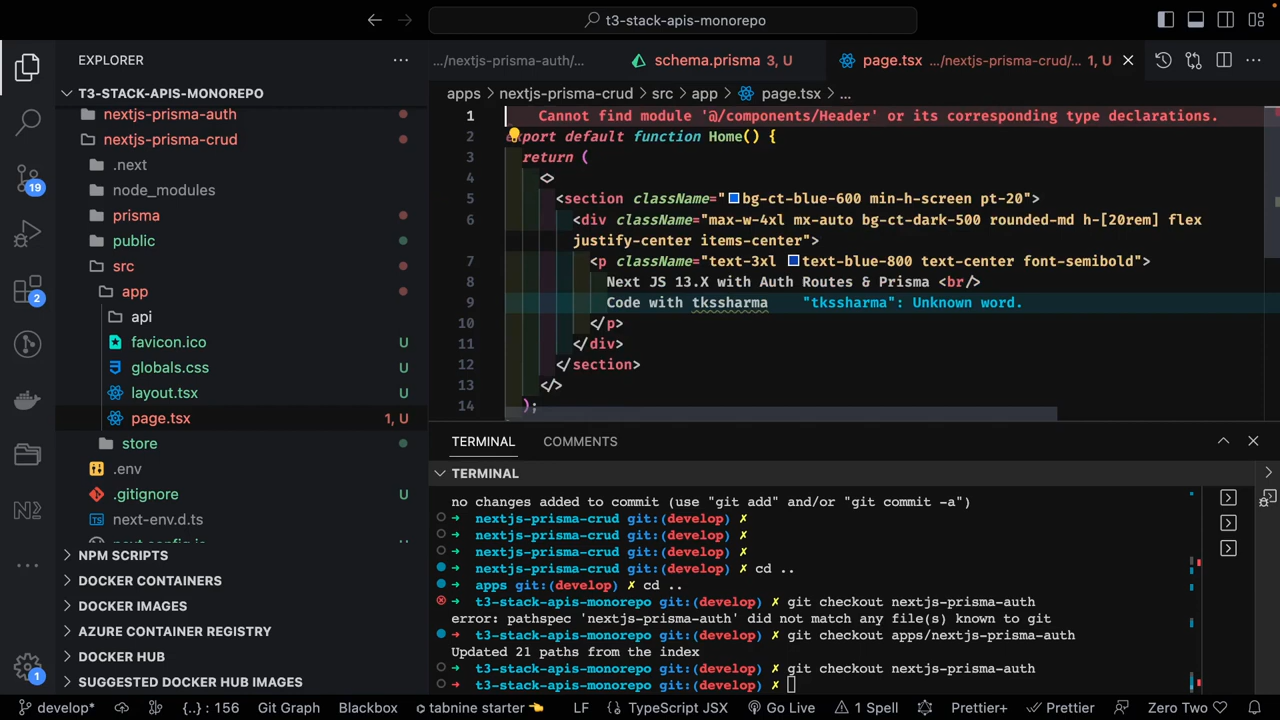 t3-stack-apis-monorepo
EXPLORER
T3-STACK-APIS-MONOREPO
nextjs-prisma-auth
nextjs-prisma-crud
.next
node_modules
prisma
public
src
app
api
favicon.ico U
globals.css U
layout.tsx U
page.tsx 1, U
store
.env
.gitignore U
next-env.d.ts
NPM SCRIPTS
DOCKER CONTAINERS
DOCKER IMAGES
AZURE CONTAINER REGISTRY
DOCKER HUB
SUGGESTED DOCKER HUB IMAGES
19
2
1
.../nextjs-prisma-auth/... schema.prisma 3, U page.tsx .../nextjs-prisma-crud/... 1, U
apps > nextjs-prisma-crud > src > app > page.tsx > ...
1 Cannot find module '@/components/Header' or its corresponding type declarations.
2 export default function Home() {
3 return (
4 <>
5 <section className="bg-ct-blue-600 min-h-screen pt-20">
6 <div className="max-w-4xl mx-auto bg-ct-dark-500 rounded-md h-[20rem] flex
justify-center items-center">
7 <p className="text-3xl text-blue-800 text-center font-semibold">
8 Next JS 13.X with Auth Routes & Prisma <br/>
9 Code with tkssharma "tkssharma": Unknown word.
10 </p>
11 </div>
12 </section>
13 </>
14 );
TERMINAL COMMENTS
TERMINAL
no changes added to commit (use "git add" and/or "git commit -a")
➜ nextjs-prisma-crud git:(develop) ✗
➜ nextjs-prisma-crud git:(develop) ✗
➜ nextjs-prisma-crud git:(develop) ✗
➜ nextjs-prisma-crud git:(develop) ✗ cd ..
➜ apps git:(develop) ✗ cd ..
➜ t3-stack-apis-monorepo git:(develop) ✗ git checkout nextjs-prisma-auth
error: pathspec 'nextjs-prisma-auth' did not match any file(s) known to git
➜ t3-stack-apis-monorepo git:(develop) ✗ git checkout apps/nextjs-prisma-auth
Updated 21 paths from the index
➜ t3-stack-apis-monorepo git:(develop) ✗ git checkout nextjs-prisma-auth
➜ t3-stack-apis-monorepo git:(develop) ✗
develop* {..} : 156 Git Graph Blackbox tabnine starter 👈 LF {} TypeScript JSX Go Live 1 Spell Prettier+ Prettier Zero Two